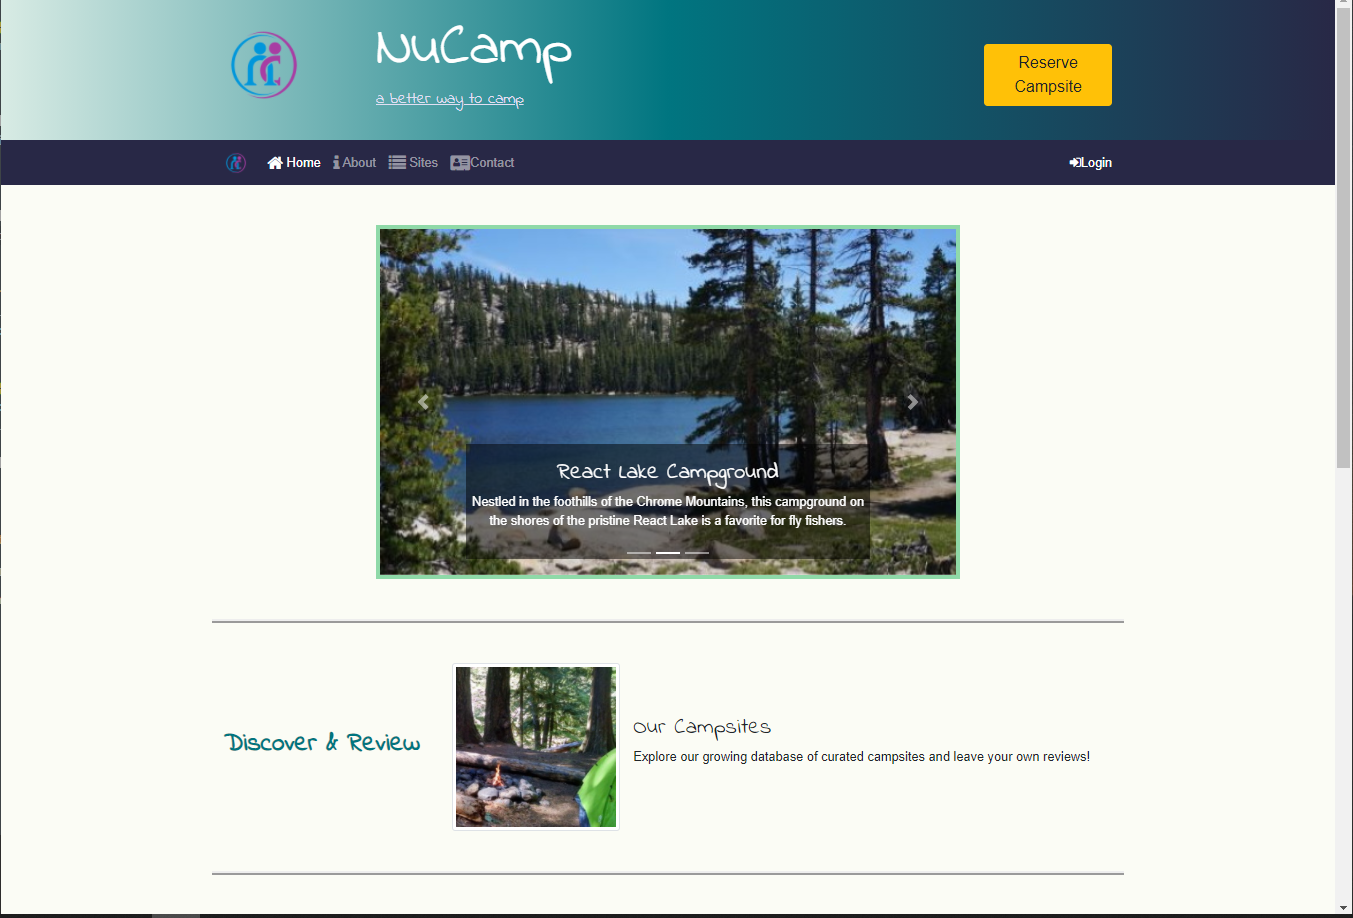 NuCamp
a better way to camp
Reserve
Campsite
Home About Sites Contact Login
React Lake Campground
Nestled in the foothills of the Chrome Mountains, this campground on
the shores of the pristine React Lake is a favorite for fly fishers.
Discover & Review
Our Campsites
Explore our growing database of curated campsites and leave your own reviews!